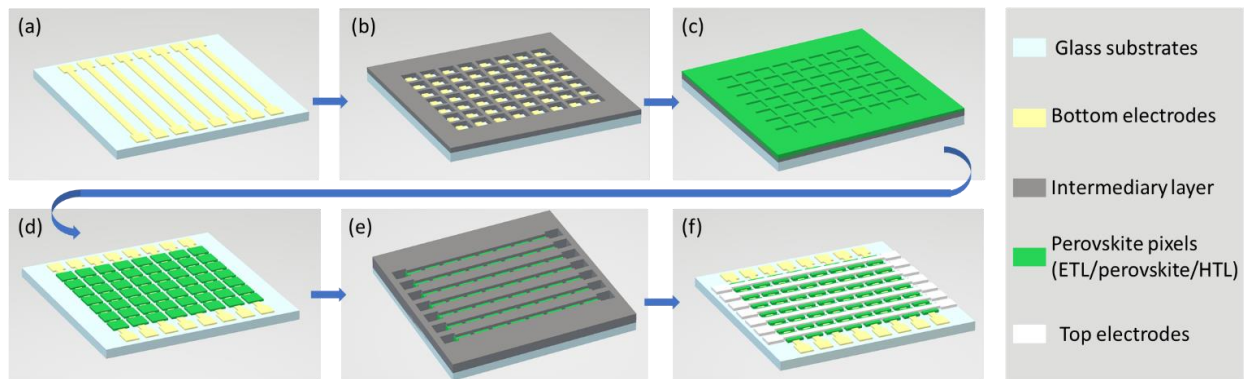 (a)
(b)
(c)
(d)
(e)
(f)
Glass substrates
Bottom electrodes
Intermediary layer
Perovskite pixels
(ETL/perovskite/HTL)
Top electrodes